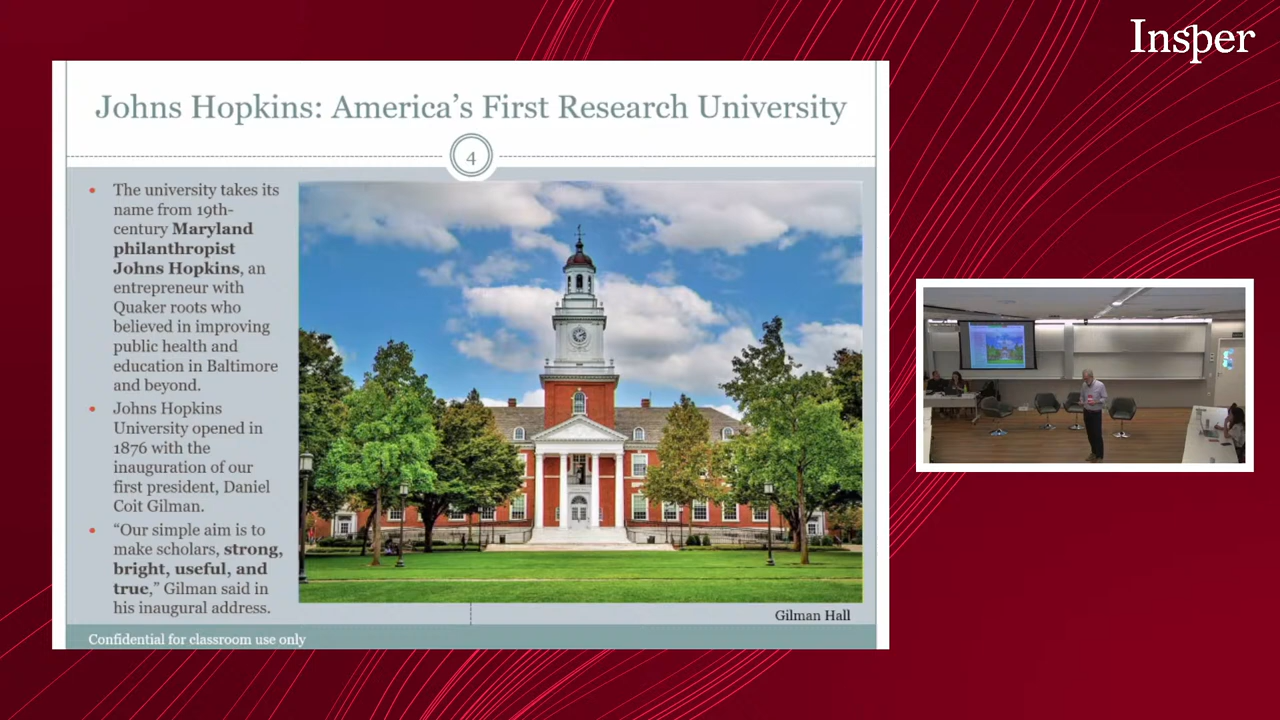 Insper
Johns Hopkins: America's First Research University
4
• The university takes its
name from 19th-
century Maryland
philanthropist
Johns Hopkins, an
entrepreneur with
Quaker roots who
believed in improving
public health and
education in Baltimore
and beyond.
• Johns Hopkins
University opened in
1876 with the
inauguration of our
first president, Daniel
Coit Gilman.
• “Our simple aim is to
make scholars, strong,
bright, useful, and
true,” Gilman said in
his inaugural address.
Gilman Hall
Confidential for classroom use only